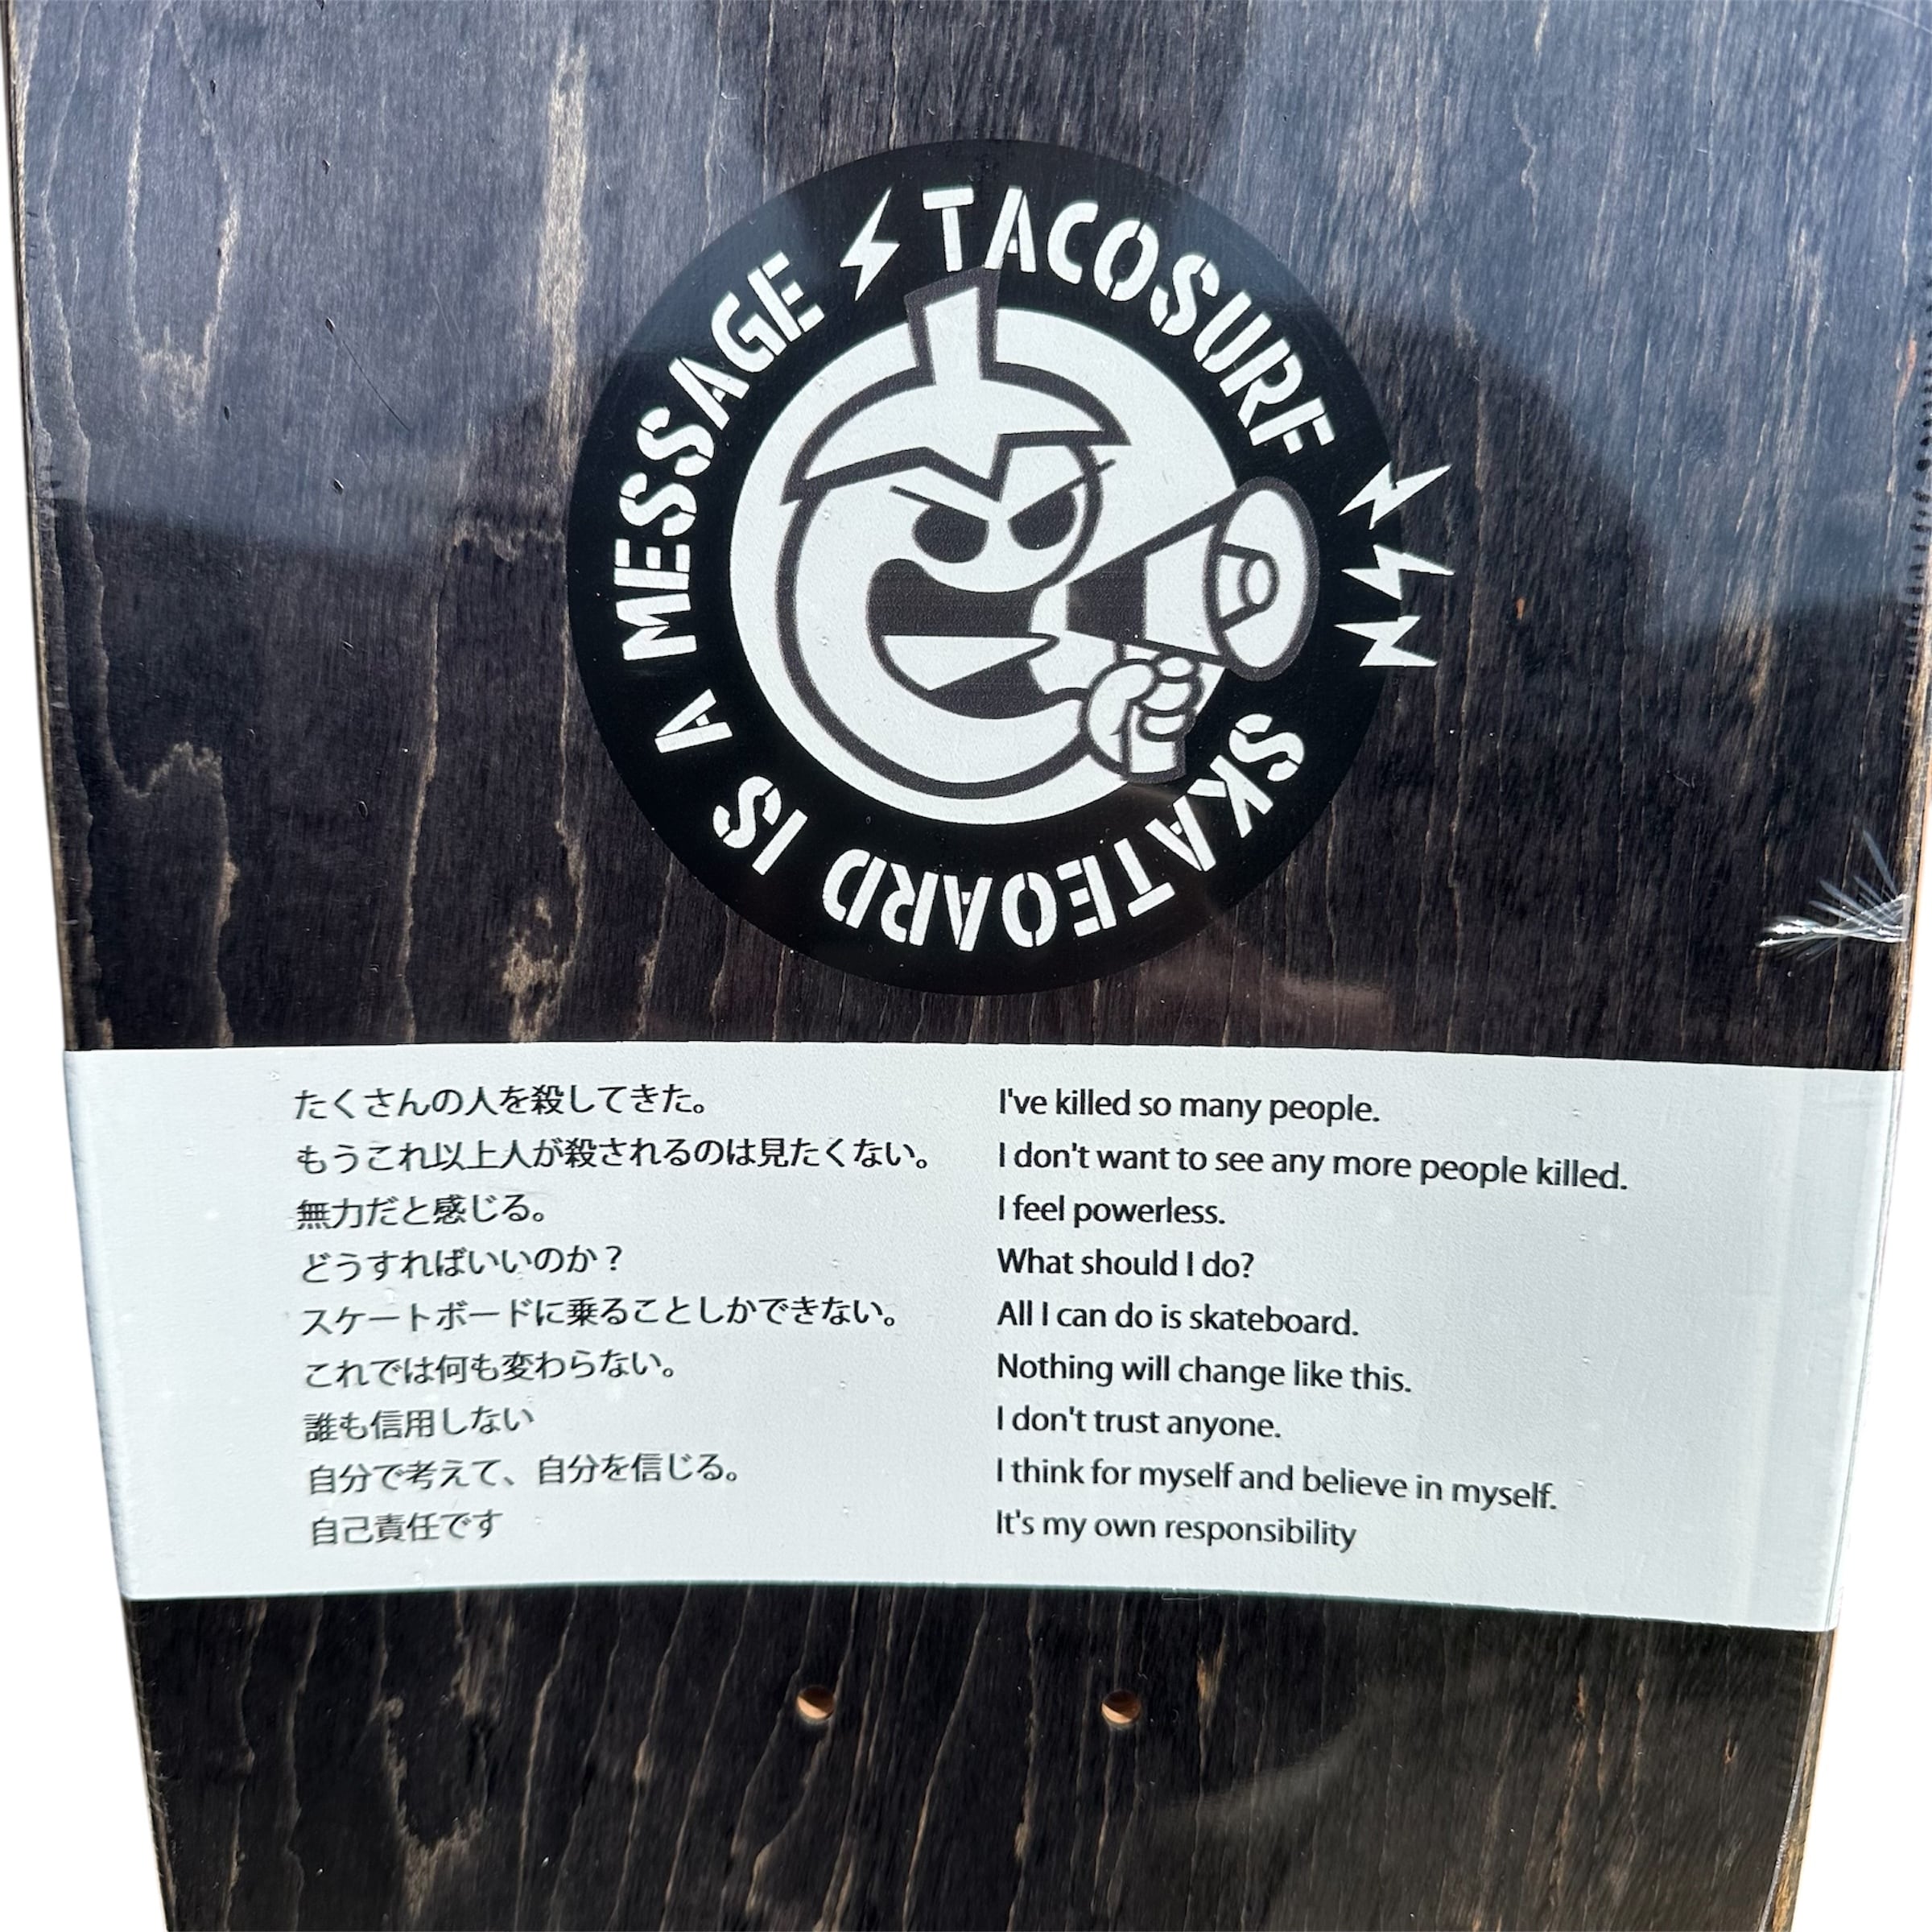 TACOSURF
SKATEOARD IS A MESSAGE
たくさんの人を殺してきた。
もうこれ以上人が殺されるのは見たくない。
無力だと感じる。
どうすればいいのか？
スケートボードに乗ることしかできない。
これでは何も変わらない。
誰も信用しない
自分で考えて、自分を信じる。
自己責任です
I've killed so many people.
I don't want to see any more people killed.
I feel powerless.
What should I do?
All I can do is skateboard.
Nothing will change like this.
I don't trust anyone.
I think for myself and believe in myself.
It's my own responsibility